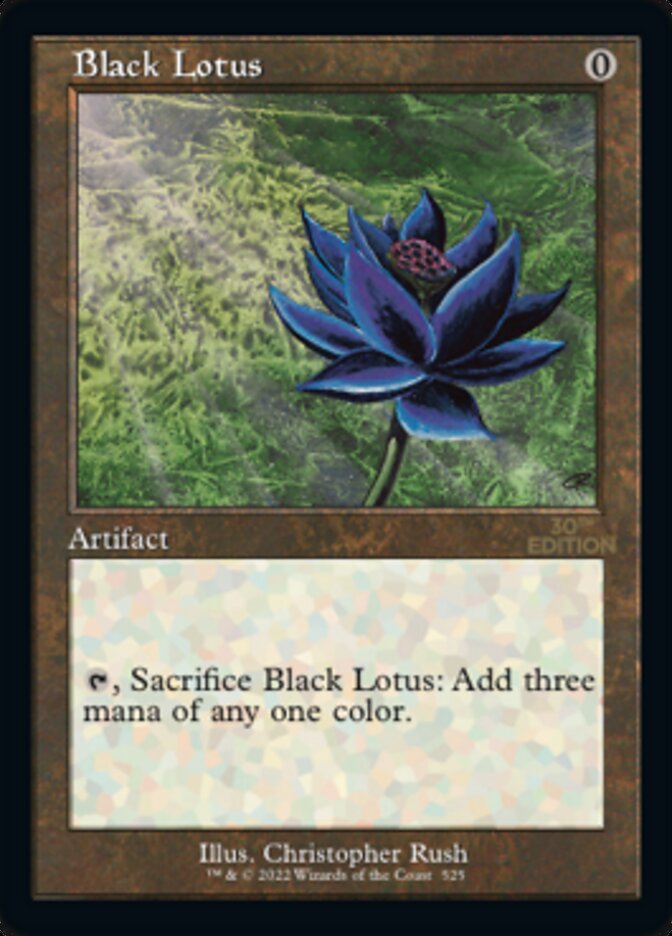 Black Lotus 0
CR
Artifact
30TH
EDITION
, Sacrifice Black Lotus: Add three
mana of any one color.
Illus. Christopher Rush
™ & © 2022 Wizards of the Coast 525